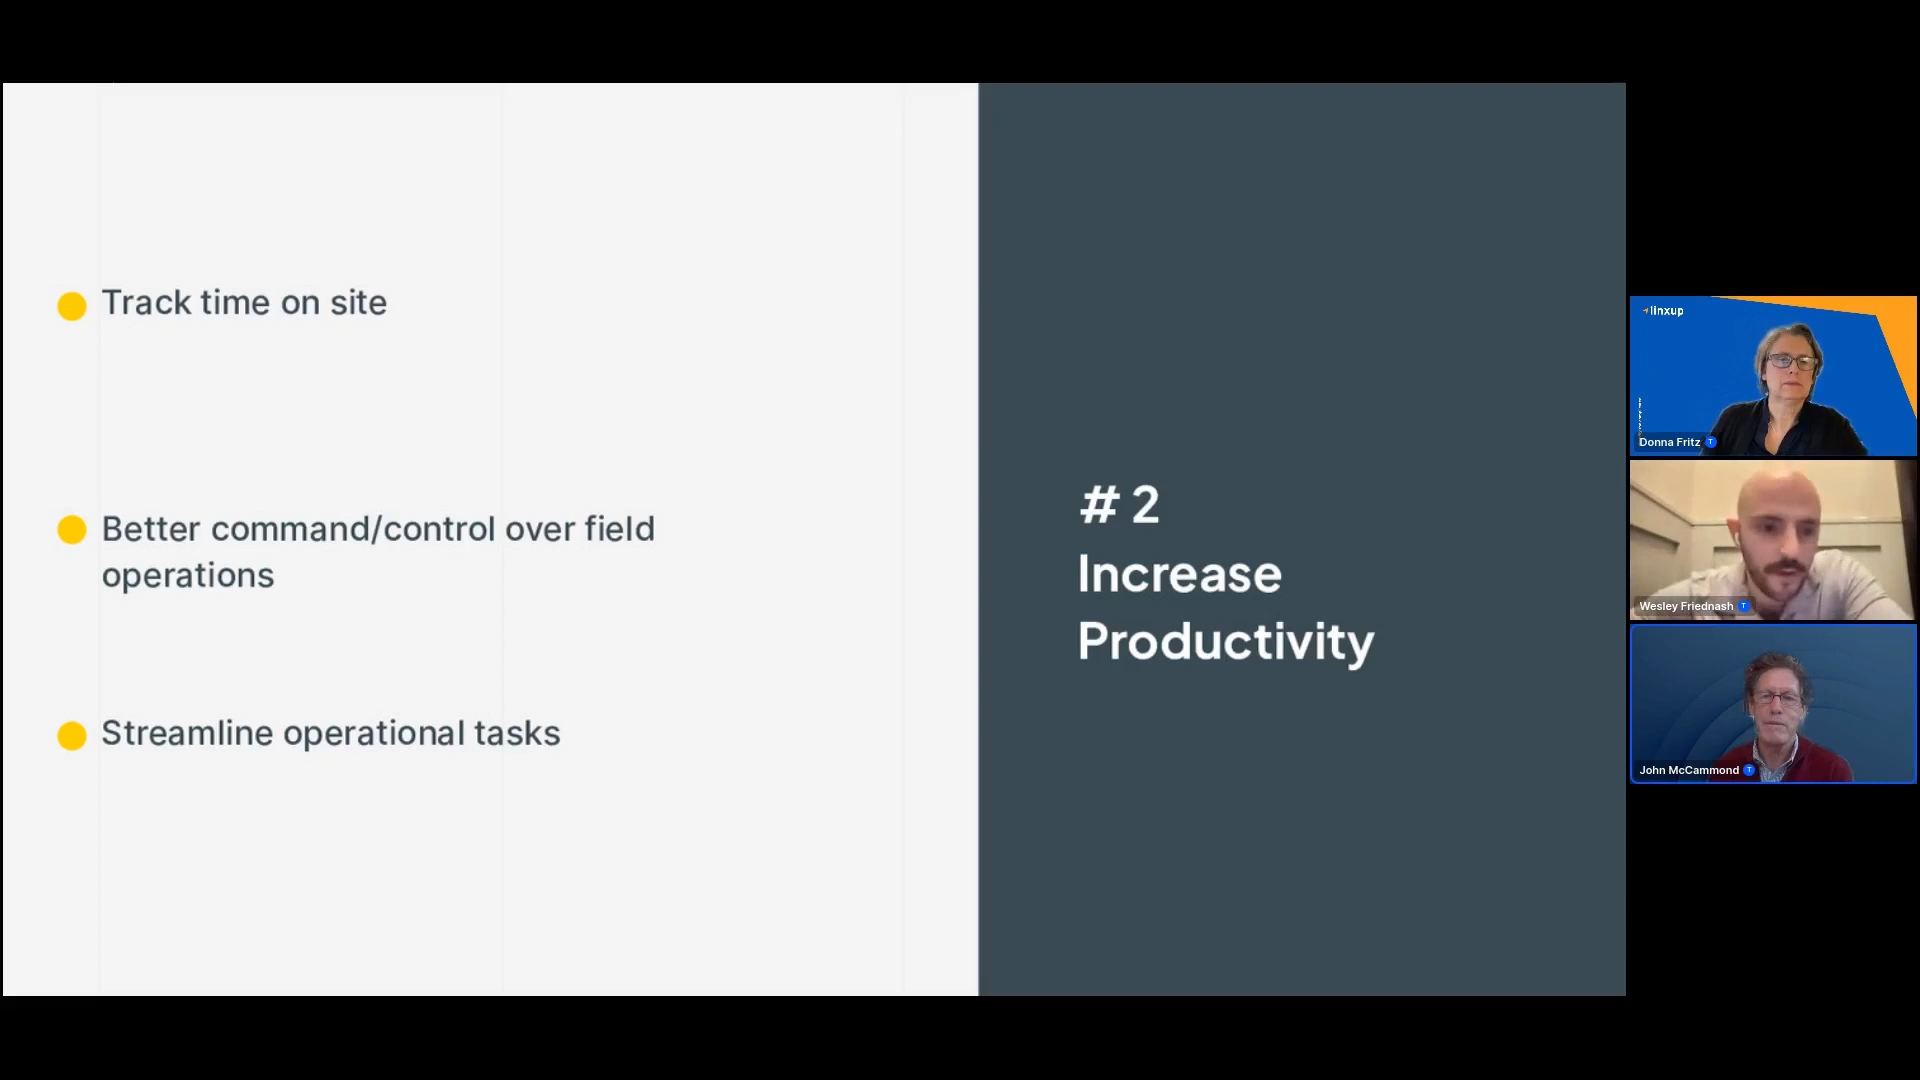 Track time on site
Better command/control over field
operations
Streamline operational tasks
# 2
Increase
Productivity
linxup
Donna Fritz T
Wesley Friednash T
John McCammond T